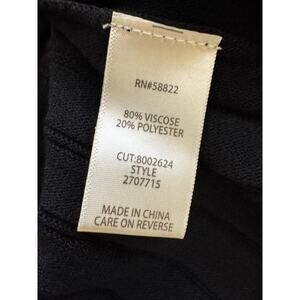 RN#58822
80% VISCOSE
20% POLYESTER
CUT:8002624
STYLE
2707715
MADE IN CHINA
CARE ON REVERSE